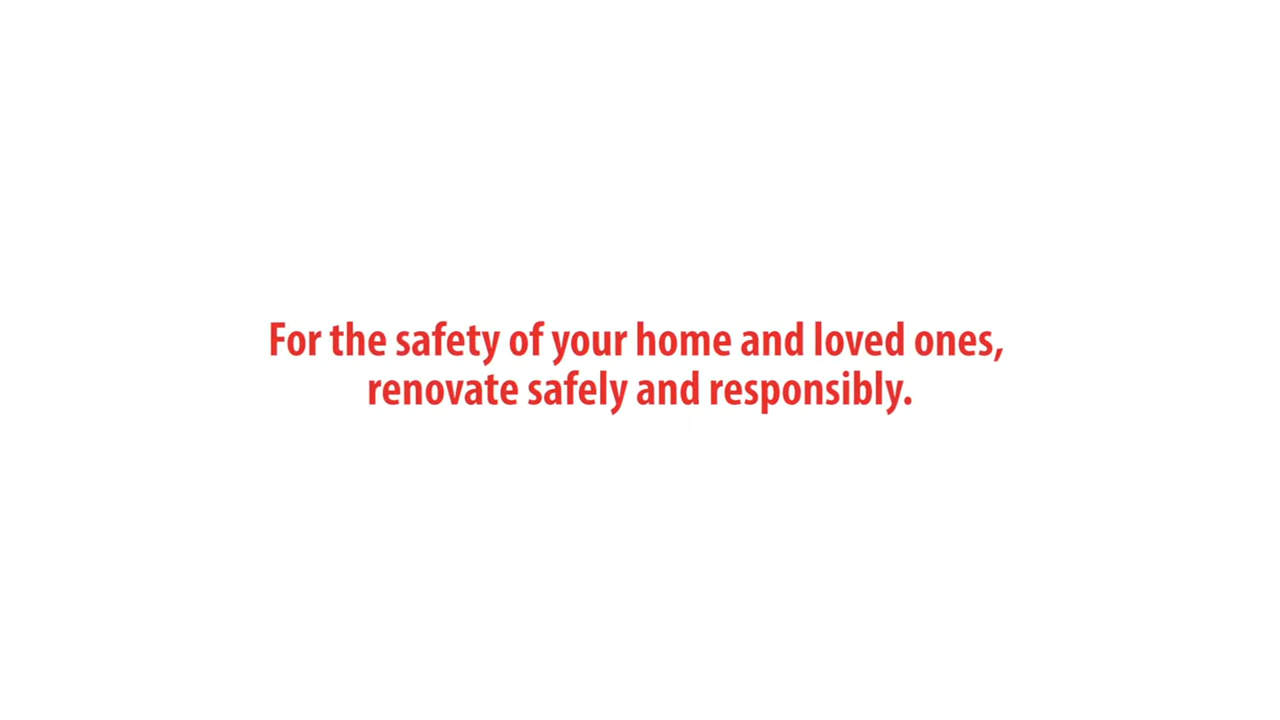 For the safety of your home and loved ones,
renovate safely and responsibly.